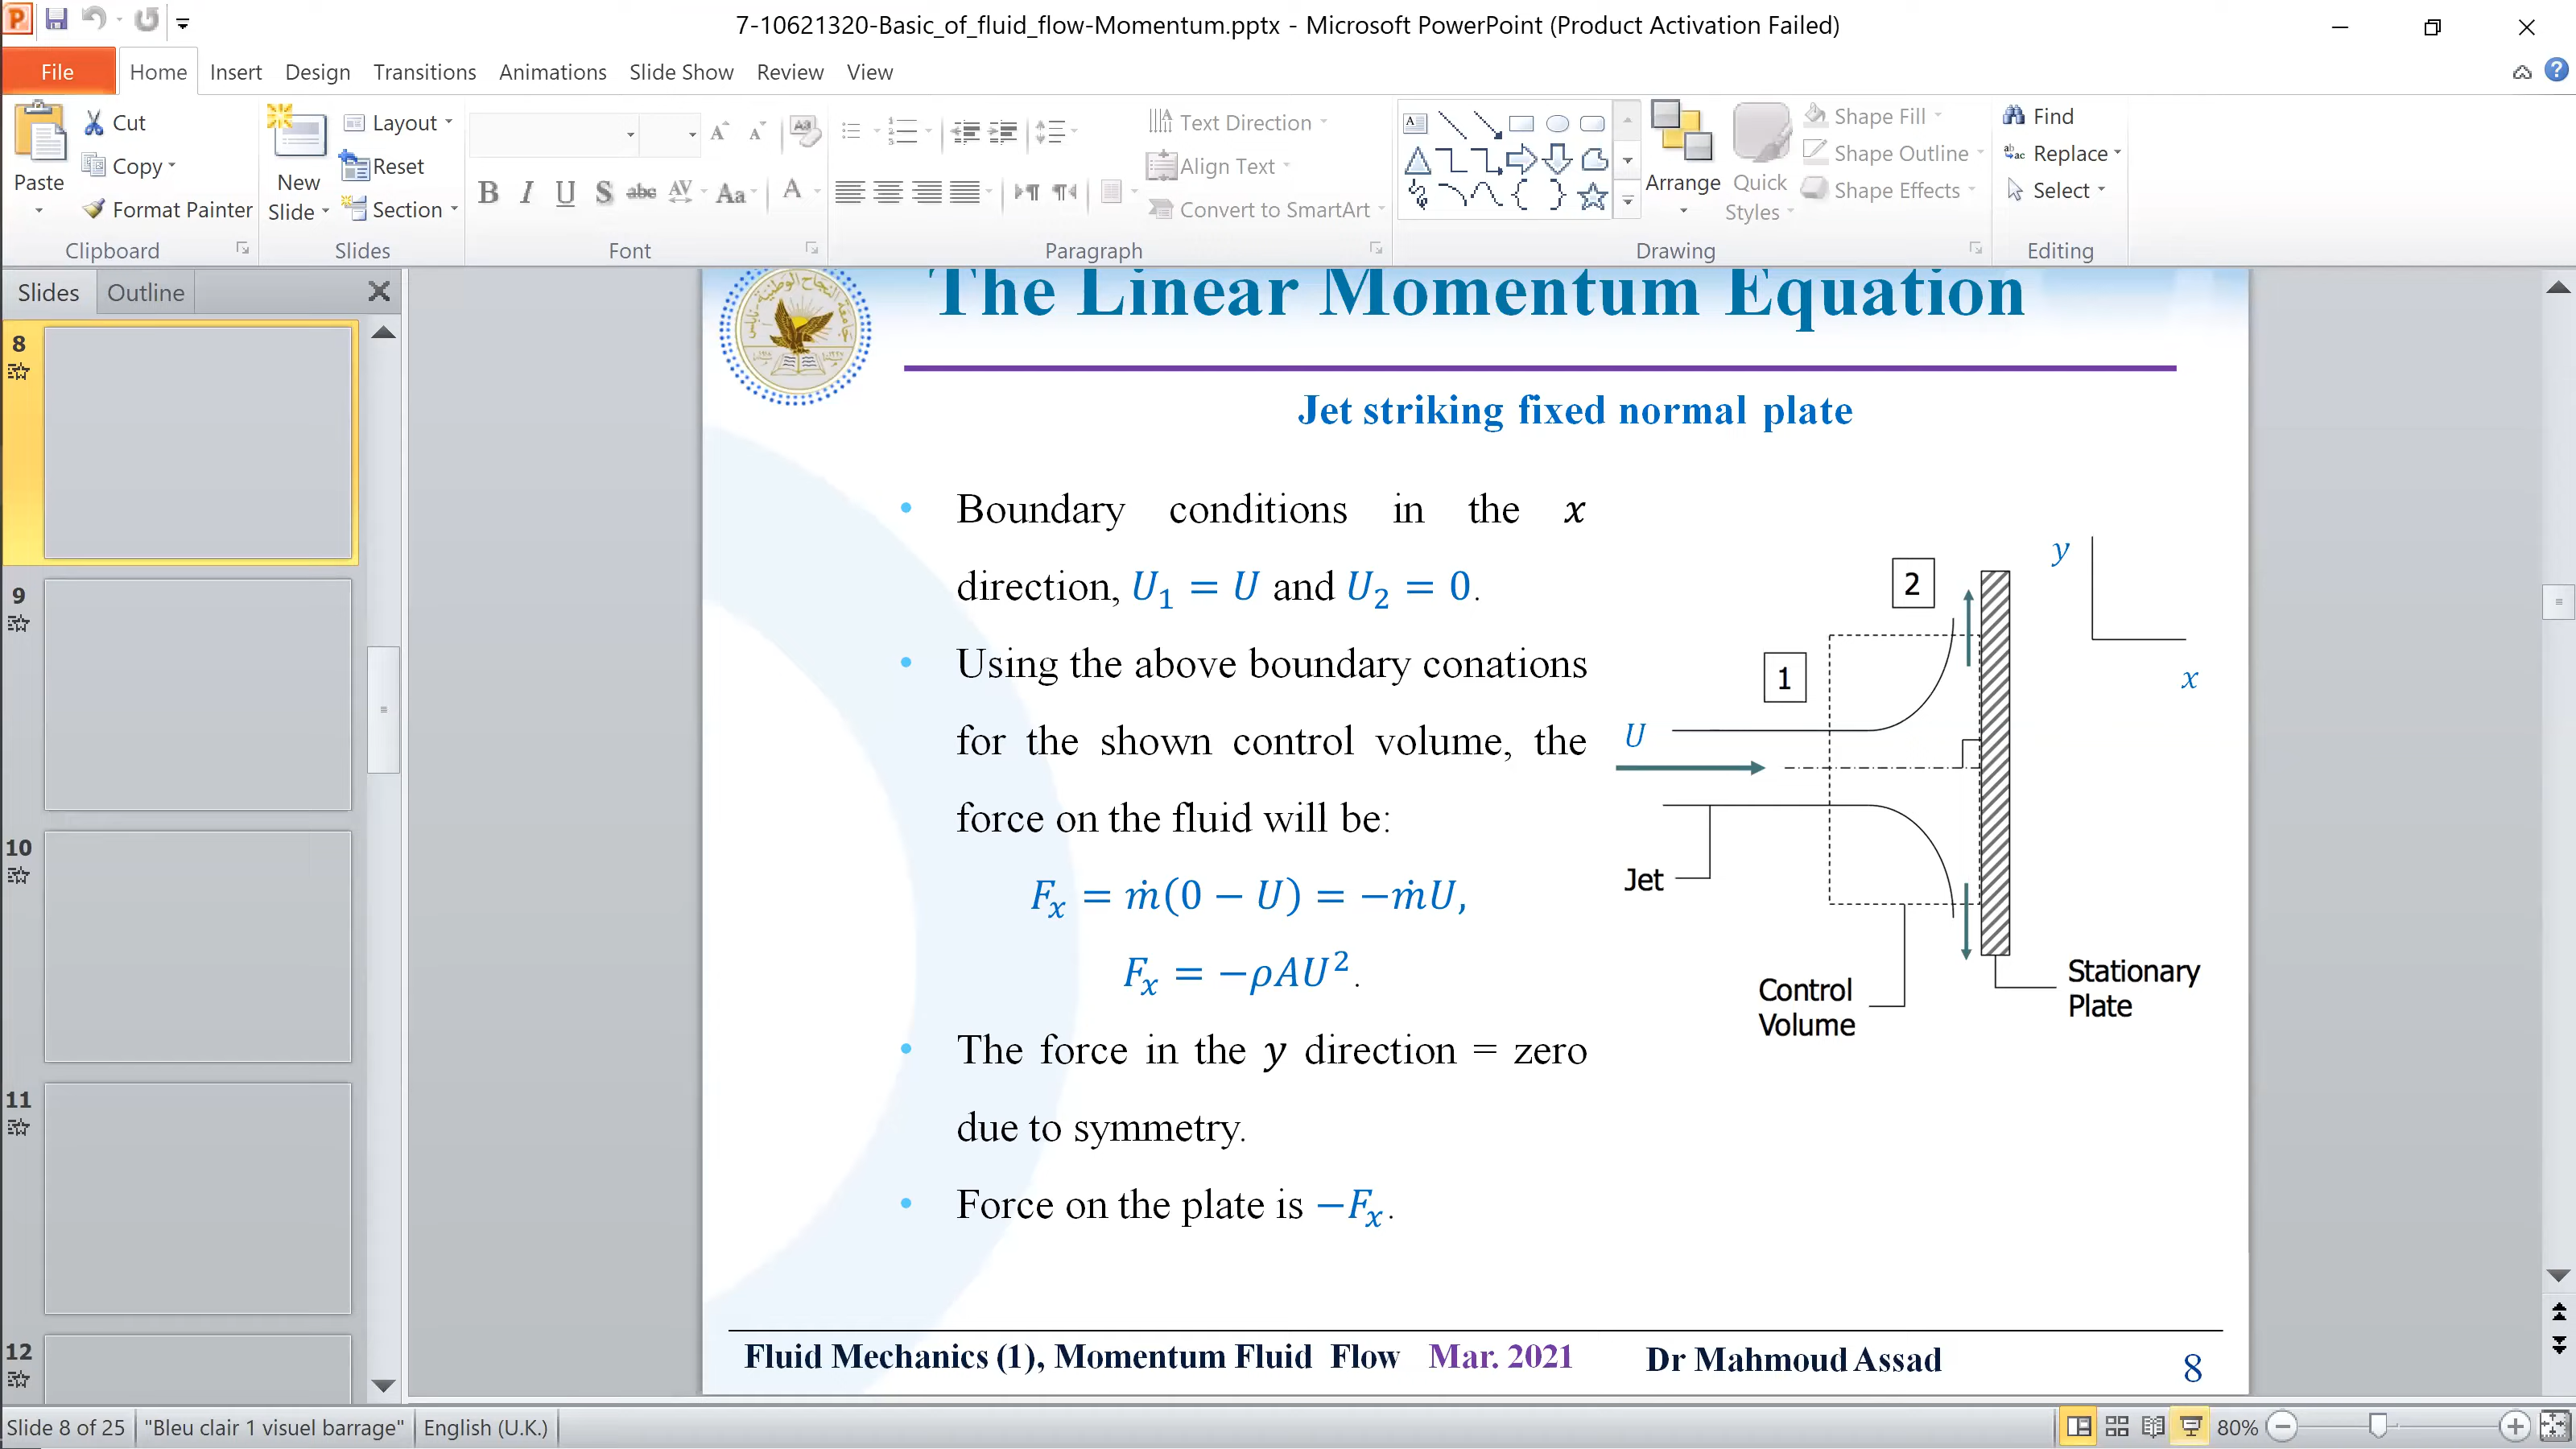 7-10621320-Basic_of_fluid_flow-Momentum.pptx - Microsoft PowerPoint (Product Activation Failed)
File Home Insert Design Transitions Animations Slide Show Review View
Paste
Cut
Copy
Format Painter
Clipboard
New
Slide
Layout
Reset
Section
Slides
Font
Text Direction
Align Text
Convert to SmartArt
Paragraph
Arrange
Quick
Styles
Shape Fill
Shape Outline
Shape Effects
Drawing
Find
Replace
Select
Editing
Slides Outline
8
9
10
11
12
The Linear Momentum Equation
Jet striking fixed normal plate
• Boundary conditions in the x
direction, U₁ = U and U₂ = 0.
• Using the above boundary conations
for the shown control volume, the
force on the fluid will be:
Fₓ = ṁ(0 − U) = −ṁU,
Fₓ = −ρAU².
• The force in the y direction = zero
due to symmetry.
• Force on the plate is −Fₓ.
y
x
2
1
U
Jet
Control
Volume
Stationary
Plate
Fluid Mechanics (1), Momentum Fluid Flow Mar. 2021 Dr Mahmoud Assad 8
Slide 8 of 25 "Bleu clair 1 visuel barrage" English (U.K.) 80%